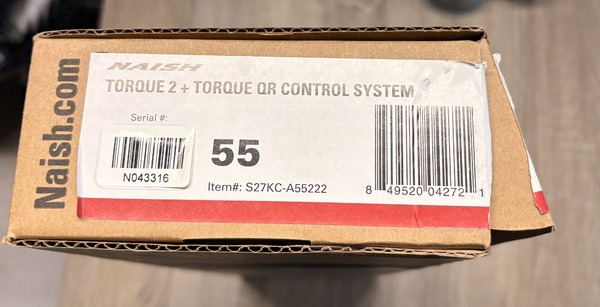 Naish.com
NAISH
TORQUE 2 + TORQUE QR CONTROL SYSTEM
Serial #:
N043316
55
Item#: S27KC-A55222
8 49520 04272 1